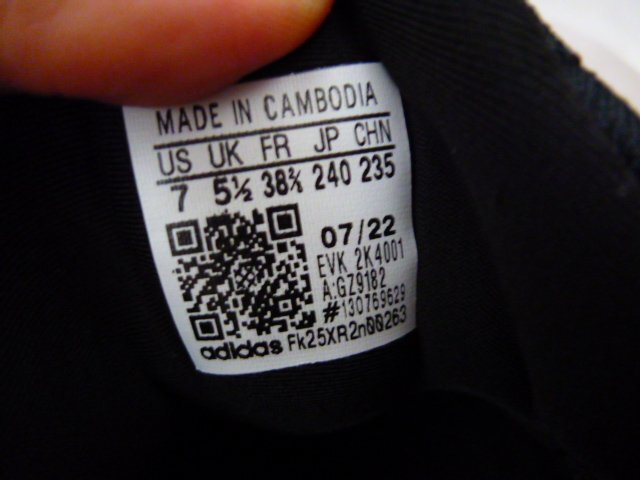 MADE IN CAMBODIA
US UK FR JP CHN
7 5½ 38⅔ 240 235
07/22
EVK 2K4001
A:GZ9182
#130769629
adidas Fk25XR2n00263